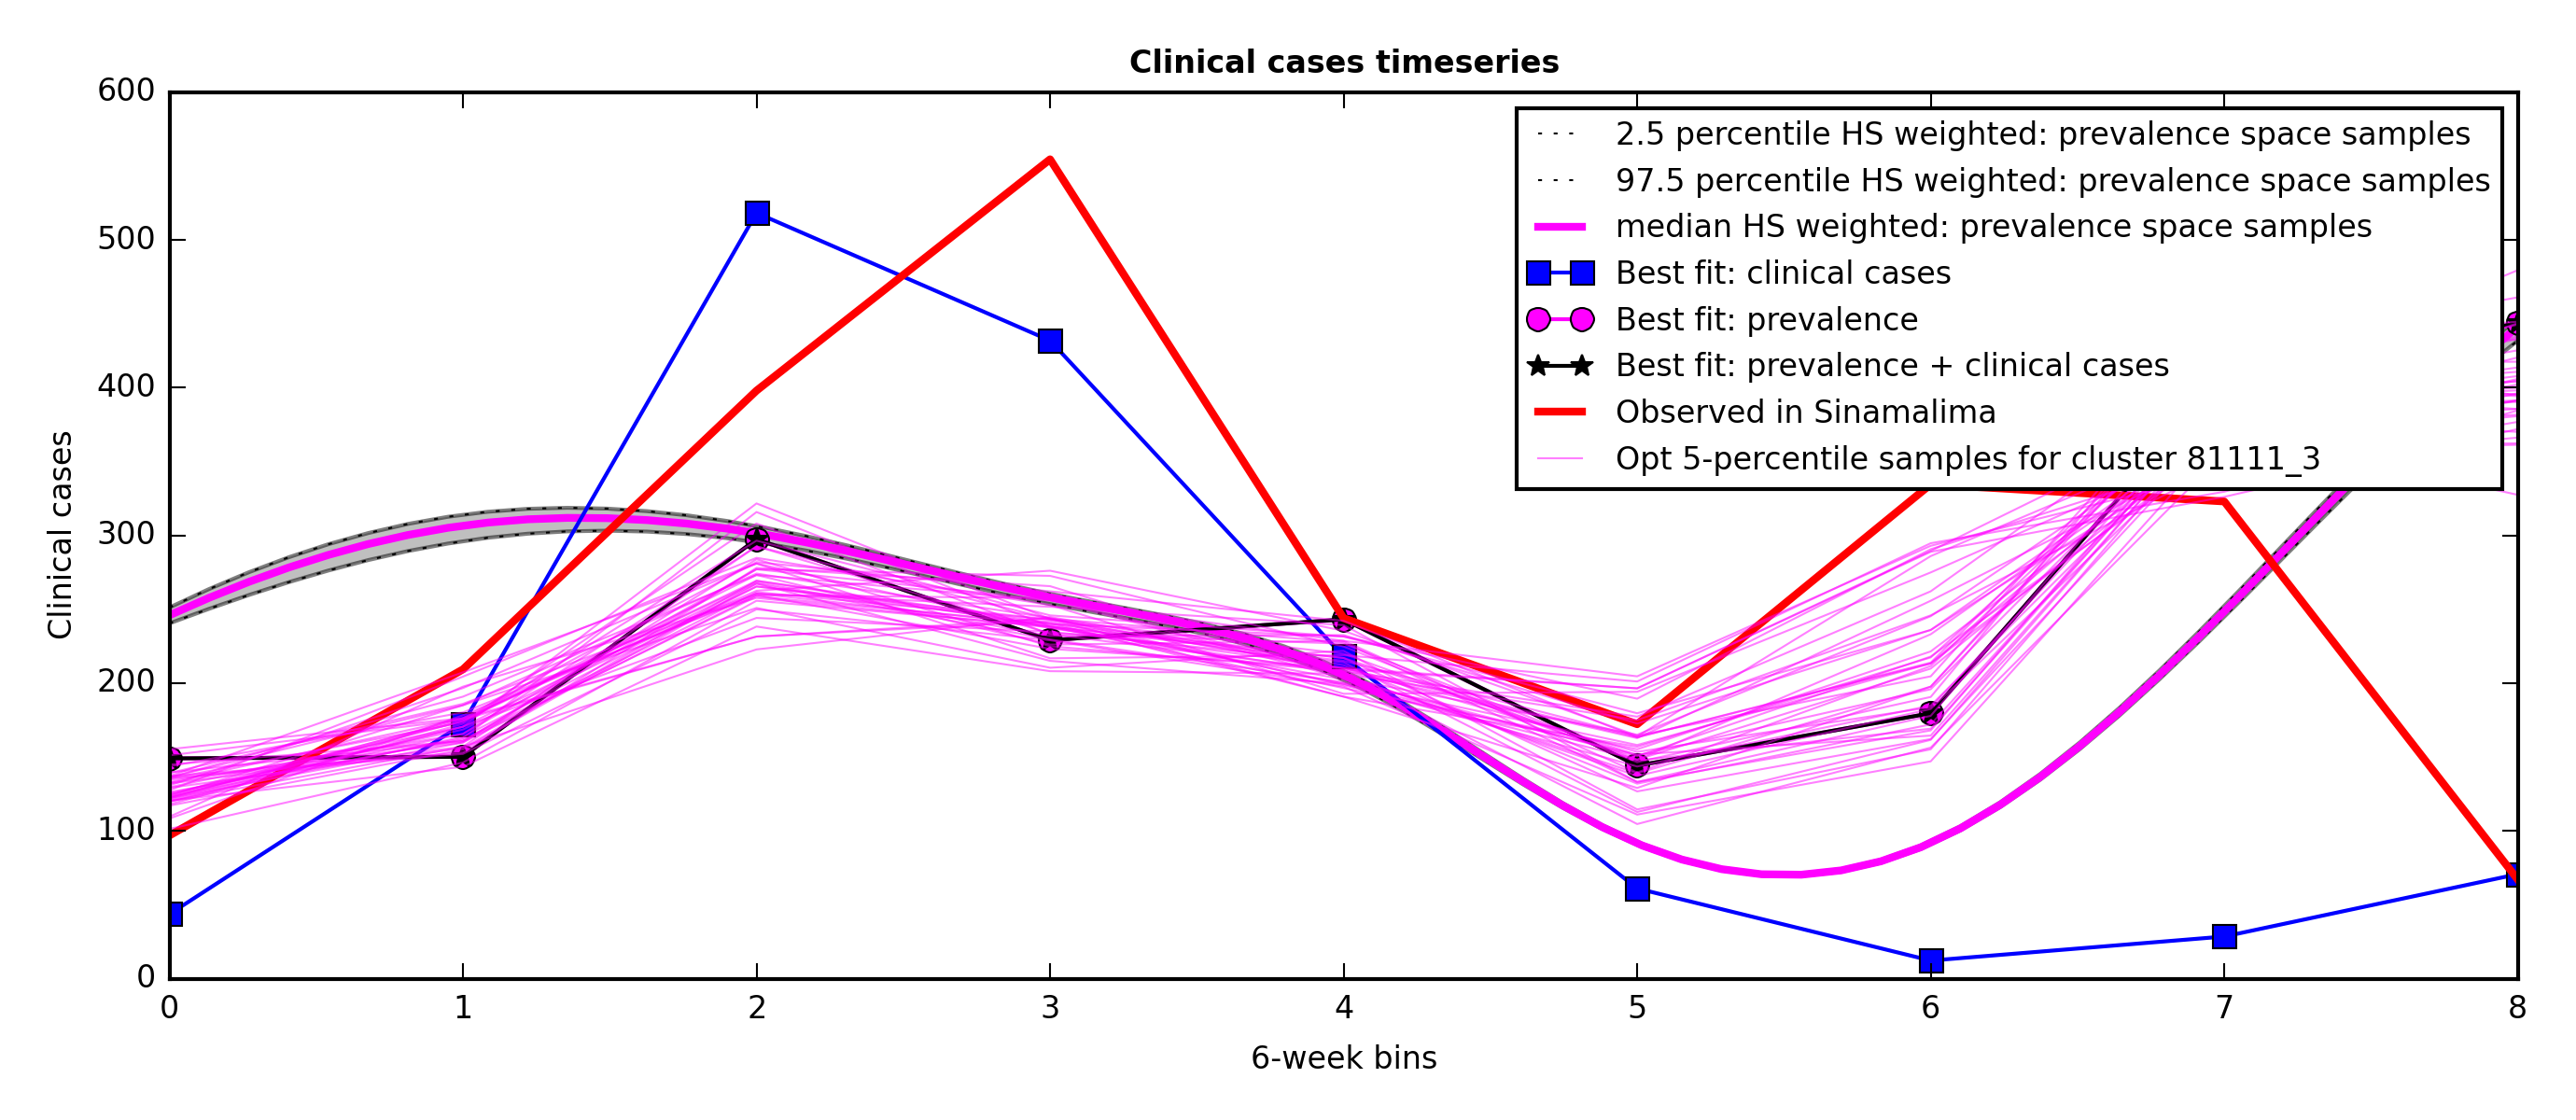 Clinical cases timeseries
600
500
400
300
200
100
0
Clinical cases
2.5 percentile HS weighted: prevalence space samples
97.5 percentile HS weighted: prevalence space samples
median HS weighted: prevalence space samples
Best fit: clinical cases
Best fit: prevalence
Best fit: prevalence + clinical cases
Observed in Sinamalima
Opt 5-percentile samples for cluster 81111_3
0 1 2 3 4 5 6 7 8
6-week bins